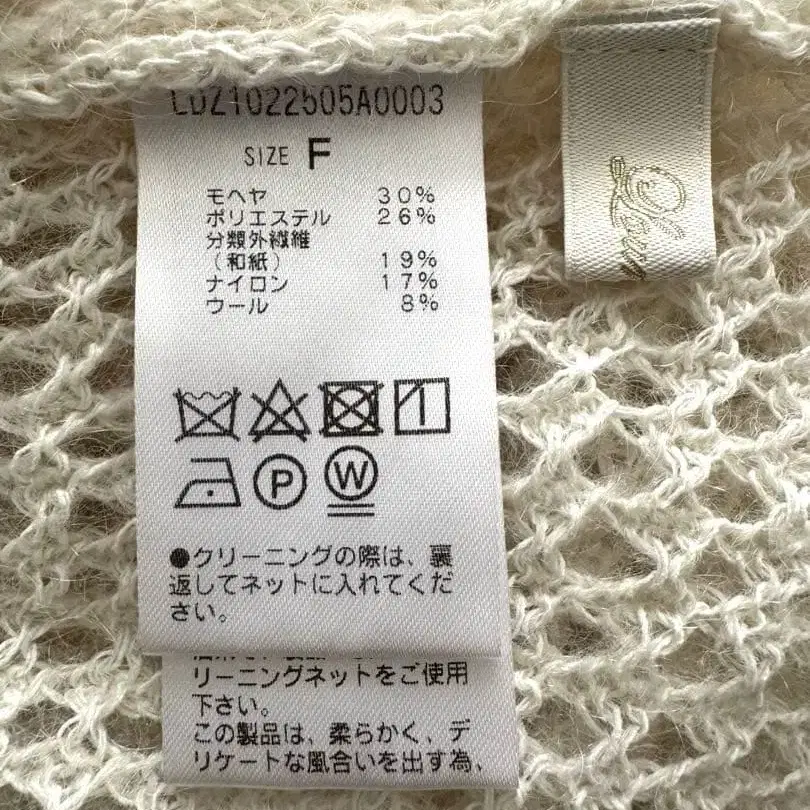 LDZ1022505A0003
SIZE F
モヘヤ 30%
ポリエステル 26%
分類外繊維
(和紙) 19%
ナイロン 17%
ウール 8%
P
W
●クリーニングの際は、裏
返してネットに入れてくだ
さい。
リーニングネットをご使用
下さい。
この製品は、柔らかく、デ
リケートな風合いを出す為、